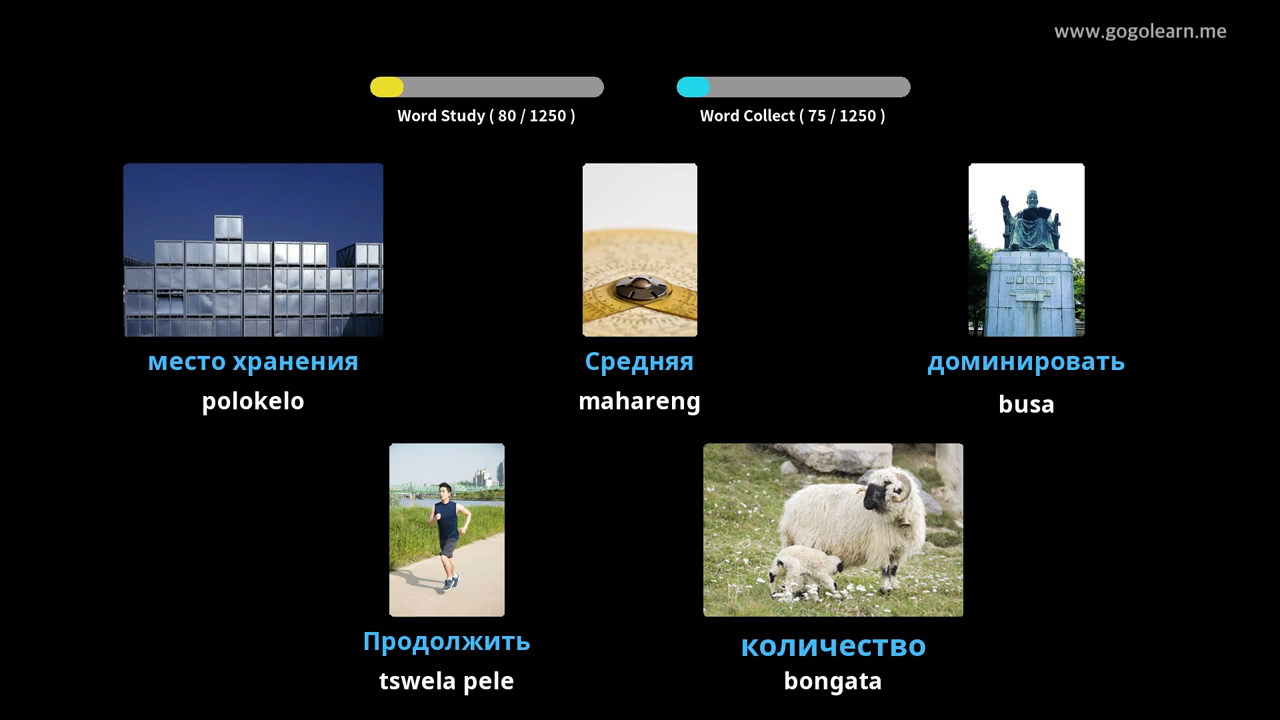 www.gogolearn.me
Word Study ( 80 / 1250 )
Word Collect ( 75 / 1250 )
место хранения
polokelo
Средняя
mahareng
доминировать
busa
Продолжить
tswela pele
количество
bongata